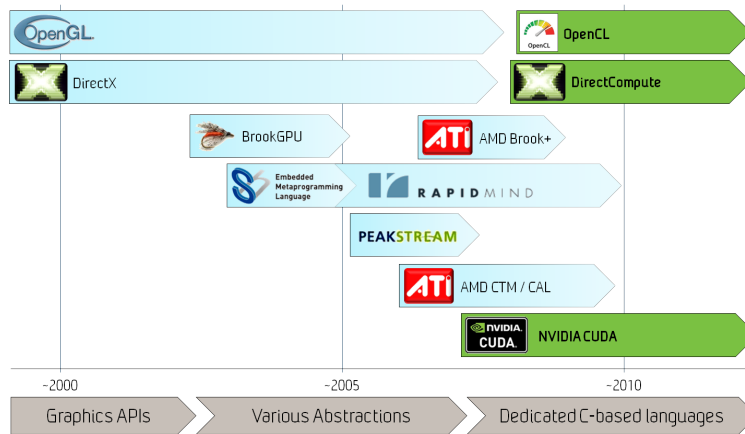 OpenGL.
OpenCL
OpenCL
DirectX
DirectCompute
BrookGPU
ATi
AMD Brook+
Embedded
Metaprogramming
Language
RAPIDMIND
PEAKSTREAM
ATi
AMD CTM / CAL
NVIDIA.
CUDA.
NVIDIA CUDA
~2000
~2005
~2010
Graphics APIs
Various Abstractions
Dedicated C-based languages